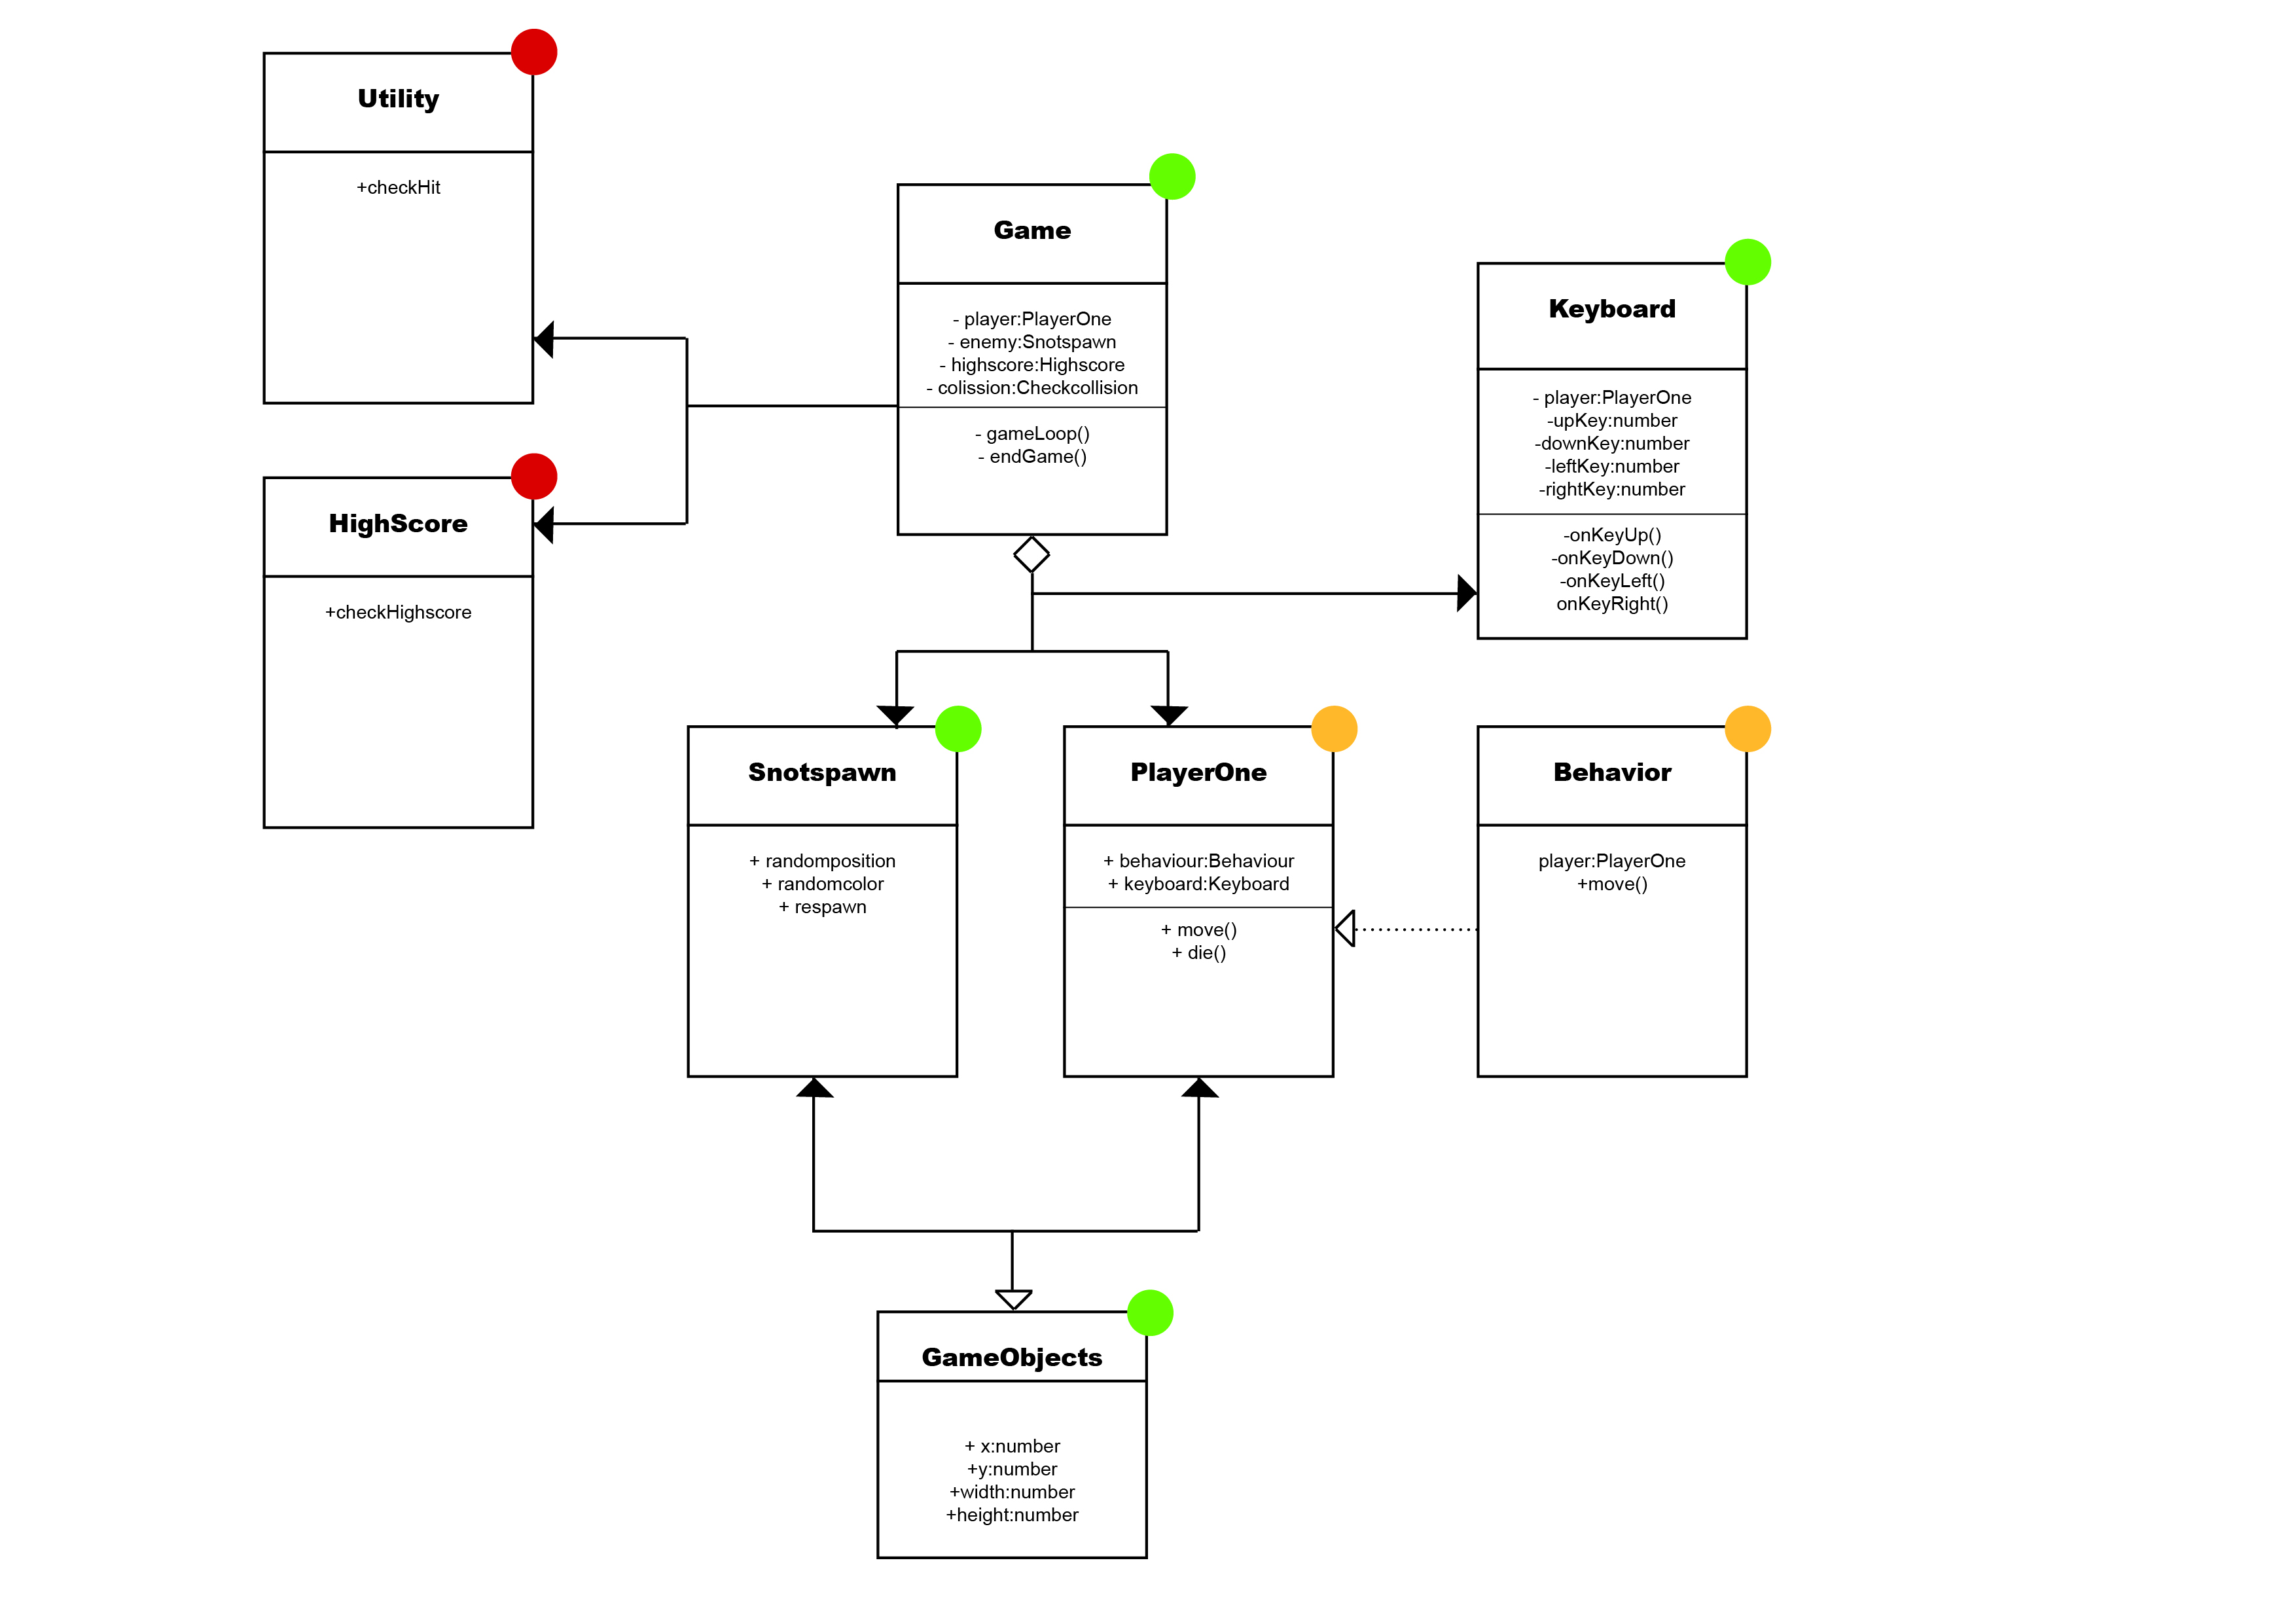 Utility
+checkHit
Game
- player:PlayerOne
- enemy:Snotspawn
- highscore:Highscore
- colission:Checkcollision
- gameLoop()
- endGame()
Keyboard
- player:PlayerOne
-upKey:number
-downKey:number
-leftKey:number
-rightKey:number
-onKeyUp()
-onKeyDown()
-onKeyLeft()
onKeyRight()
HighScore
+checkHighscore
Snotspawn
+ randomposition
+ randomcolor
+ respawn
PlayerOne
+ behaviour:Behaviour
+ keyboard:Keyboard
+ move()
+ die()
Behavior
player:PlayerOne
+move()
GameObjects
+ x:number
+y:number
+width:number
+height:number